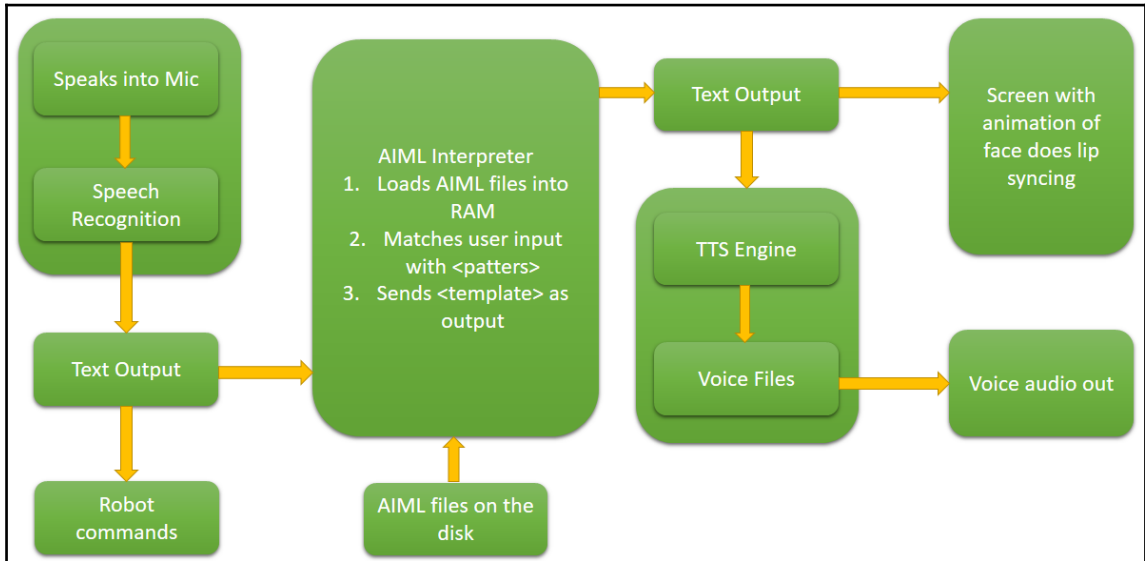 Speaks into Mic
Speech
Recognition
Text Output
Robot
commands
AIML Interpreter
1. Loads AIML files into
RAM
2. Matches user input
with <patters>
3. Sends <template> as
output
AIML files on the
disk
Text Output
TTS Engine
Voice Files
Screen with
animation of
face does lip
syncing
Voice audio out